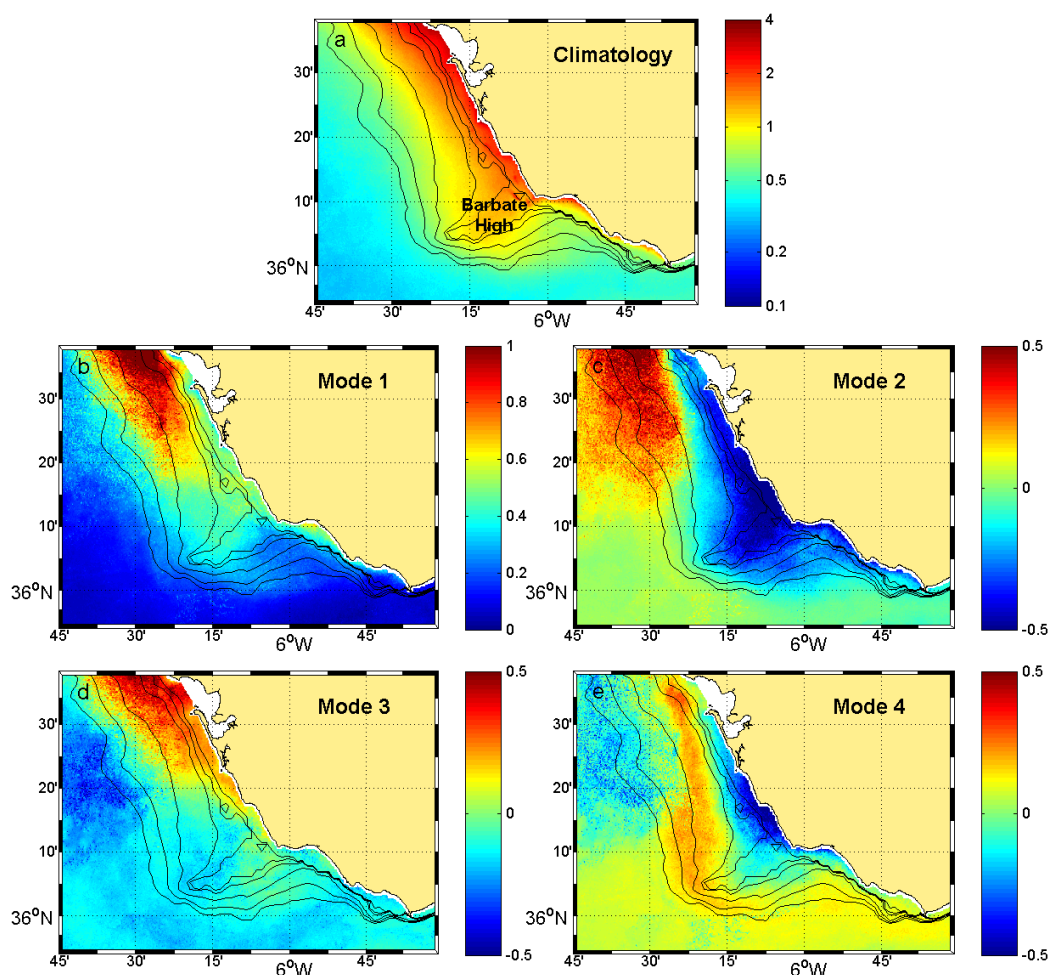 a
Climatology
Barbate
High
30'
20'
10'
36°N
45'
30'
15'
6°W
45'
4
2
1
0.5
0.2
0.1
b
Mode 1
30'
20'
10'
36°N
45'
30'
15'
6°W
45'
1
0.8
0.6
0.4
0.2
0
c
Mode 2
30'
20'
10'
36°N
45'
30'
15'
6°W
45'
0.5
0
-0.5
d
Mode 3
30'
20'
10'
36°N
45'
30'
15'
6°W
45'
0.5
0
-0.5
e
Mode 4
30'
20'
10'
36°N
45'
30'
15'
6°W
45'
0.5
0
-0.5